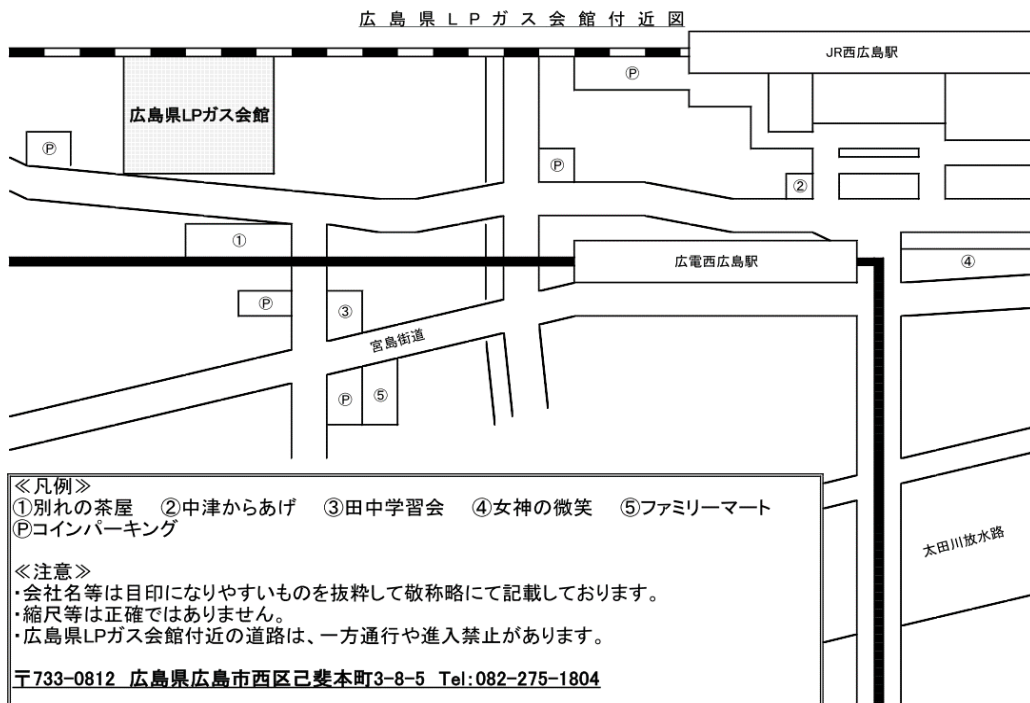 広島県LPガス会館付近図
JR西広島駅
Ⓟ
広島県LPガス会館
Ⓟ
Ⓟ
②
①
広電西広島駅
④
Ⓟ
③
宮島街道
Ⓟ
⑤
≪凡例≫
①別れの茶屋 ②中津からあげ ③田中学習会 ④女神の微笑 ⑤ファミリーマート
Ⓟコインパーキング
太田川放水路
≪注意≫
・会社名等は目印になりやすいものを抜粋して敬称略にて記載しております。
・縮尺等は正確ではありません。
・広島県LPガス会館付近の道路は、一方通行や進入禁止があります。
〒733-0812 広島県広島市西区己斐本町3-8-5 Tel:082-275-1804